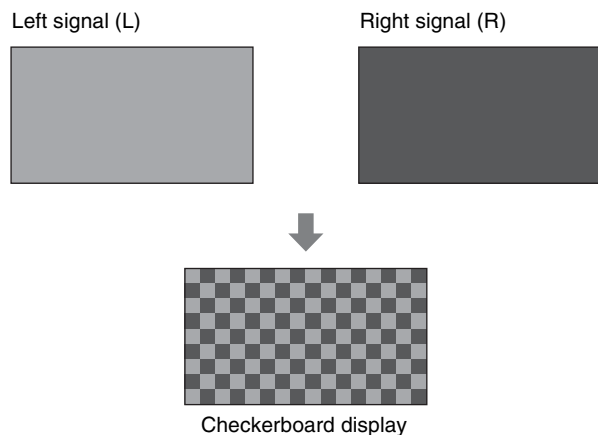 Left signal (L)
Right signal (R)
Checkerboard display